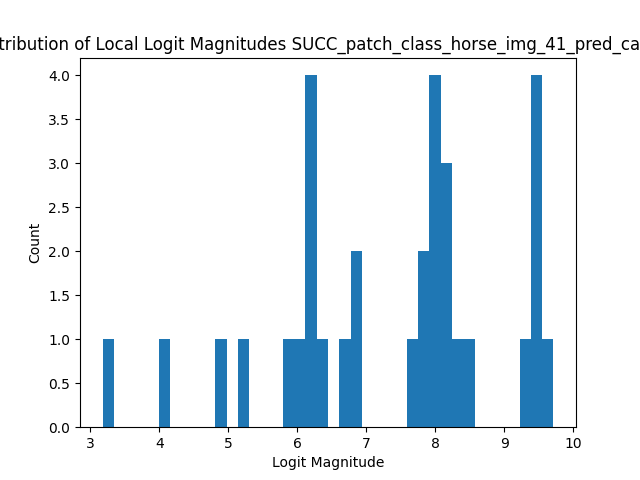 tribution of Local Logit Magnitudes SUCC_patch_class_horse_img_41_pred_ca
4.0
3.5
3.0
2.5
2.0
1.5
1.0
0.5
0.0
Count
3 4 5 6 7 8 9 10
Logit Magnitude